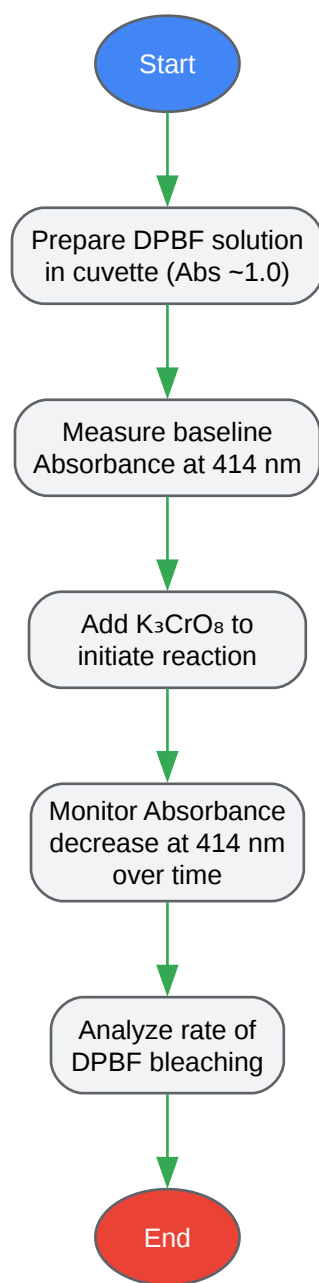 Start
Prepare DPBF solution
in cuvette (Abs ~1.0)
Measure baseline
Absorbance at 414 nm
Add K₃CrO₈ to
initiate reaction
Monitor Absorbance
decrease at 414 nm
over time
Analyze rate of
DPBF bleaching
End